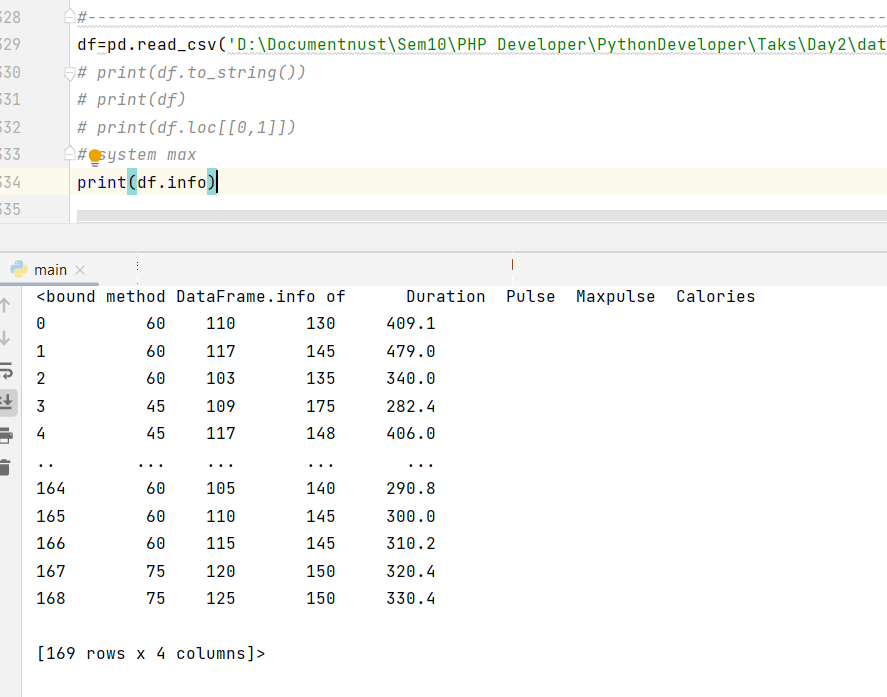 328 #--------------------------------------------------------------------------------
329 df=pd.read_csv('D:\Documentnust\Sem10\PHP Developer\PythonDeveloper\Taks\Day2\dat
330 # print(df.to_string())
331 # print(df)
332 # print(df.loc[[0,1]])
333 # system max
334 print(df.info)
335
main
<bound method DataFrame.info of      Duration  Pulse  Maxpulse  Calories
0          60    110       130     409.1
1          60    117       145     479.0
2          60    103       135     340.0
3          45    109       175     282.4
4          45    117       148     406.0
..        ...    ...       ...       ...
164        60    105       140     290.8
165        60    110       145     300.0
166        60    115       145     310.2
167        75    120       150     320.4
168        75    125       150     330.4
[169 rows x 4 columns]>